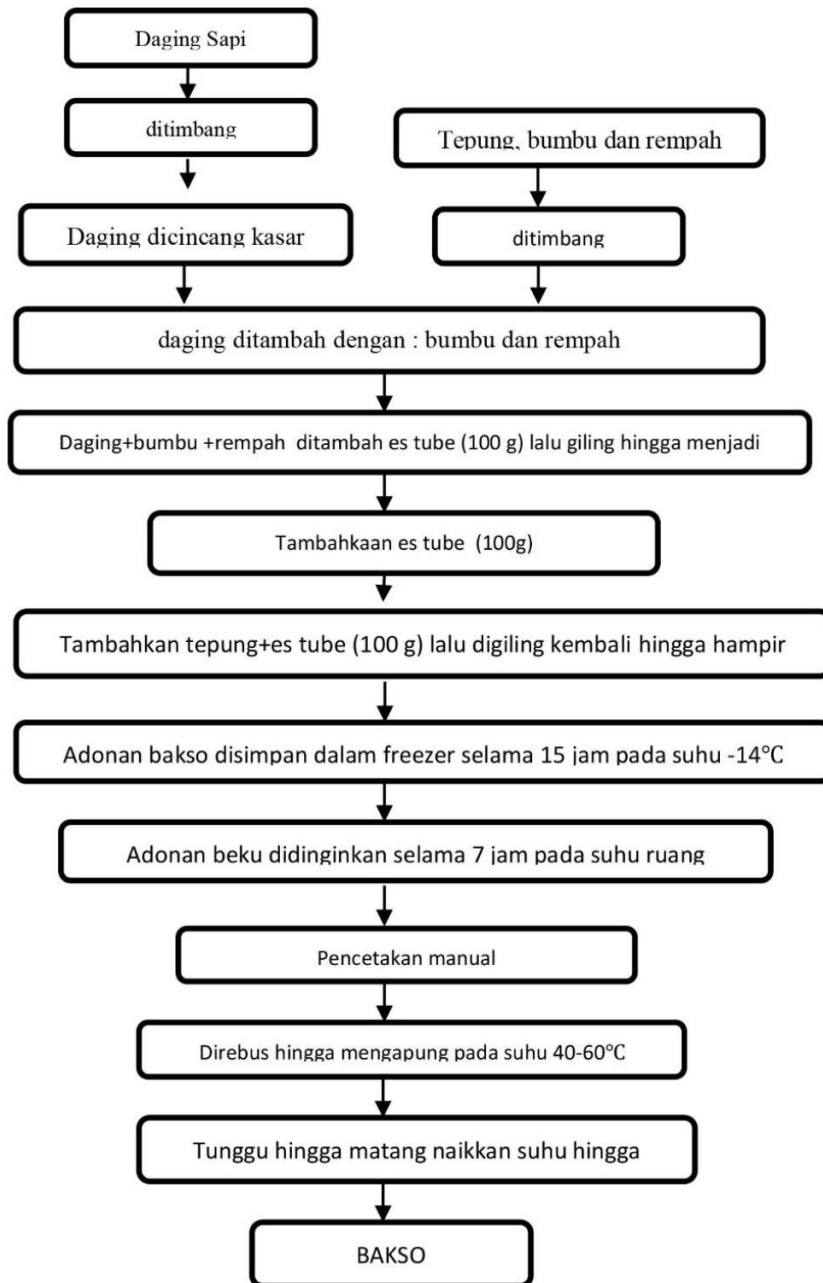 Daging Sapi
ditimbang
Tepung, bumbu dan rempah
Daging dicincang kasar
ditimbang
daging ditambah dengan : bumbu dan rempah
Daging+bumbu +rempah ditambah es tube (100 g) lalu giling hingga menjadi
Tambahkaan es tube (100g)
Tambahkan tepung+es tube (100 g) lalu digiling kembali hingga hampir
Adonan bakso disimpan dalam freezer selama 15 jam pada suhu -14°C
Adonan beku didinginkan selama 7 jam pada suhu ruang
Pencetakan manual
Direbus hingga mengapung pada suhu 40-60°C
Tunggu hingga matang naikkan suhu hingga
BAKSO